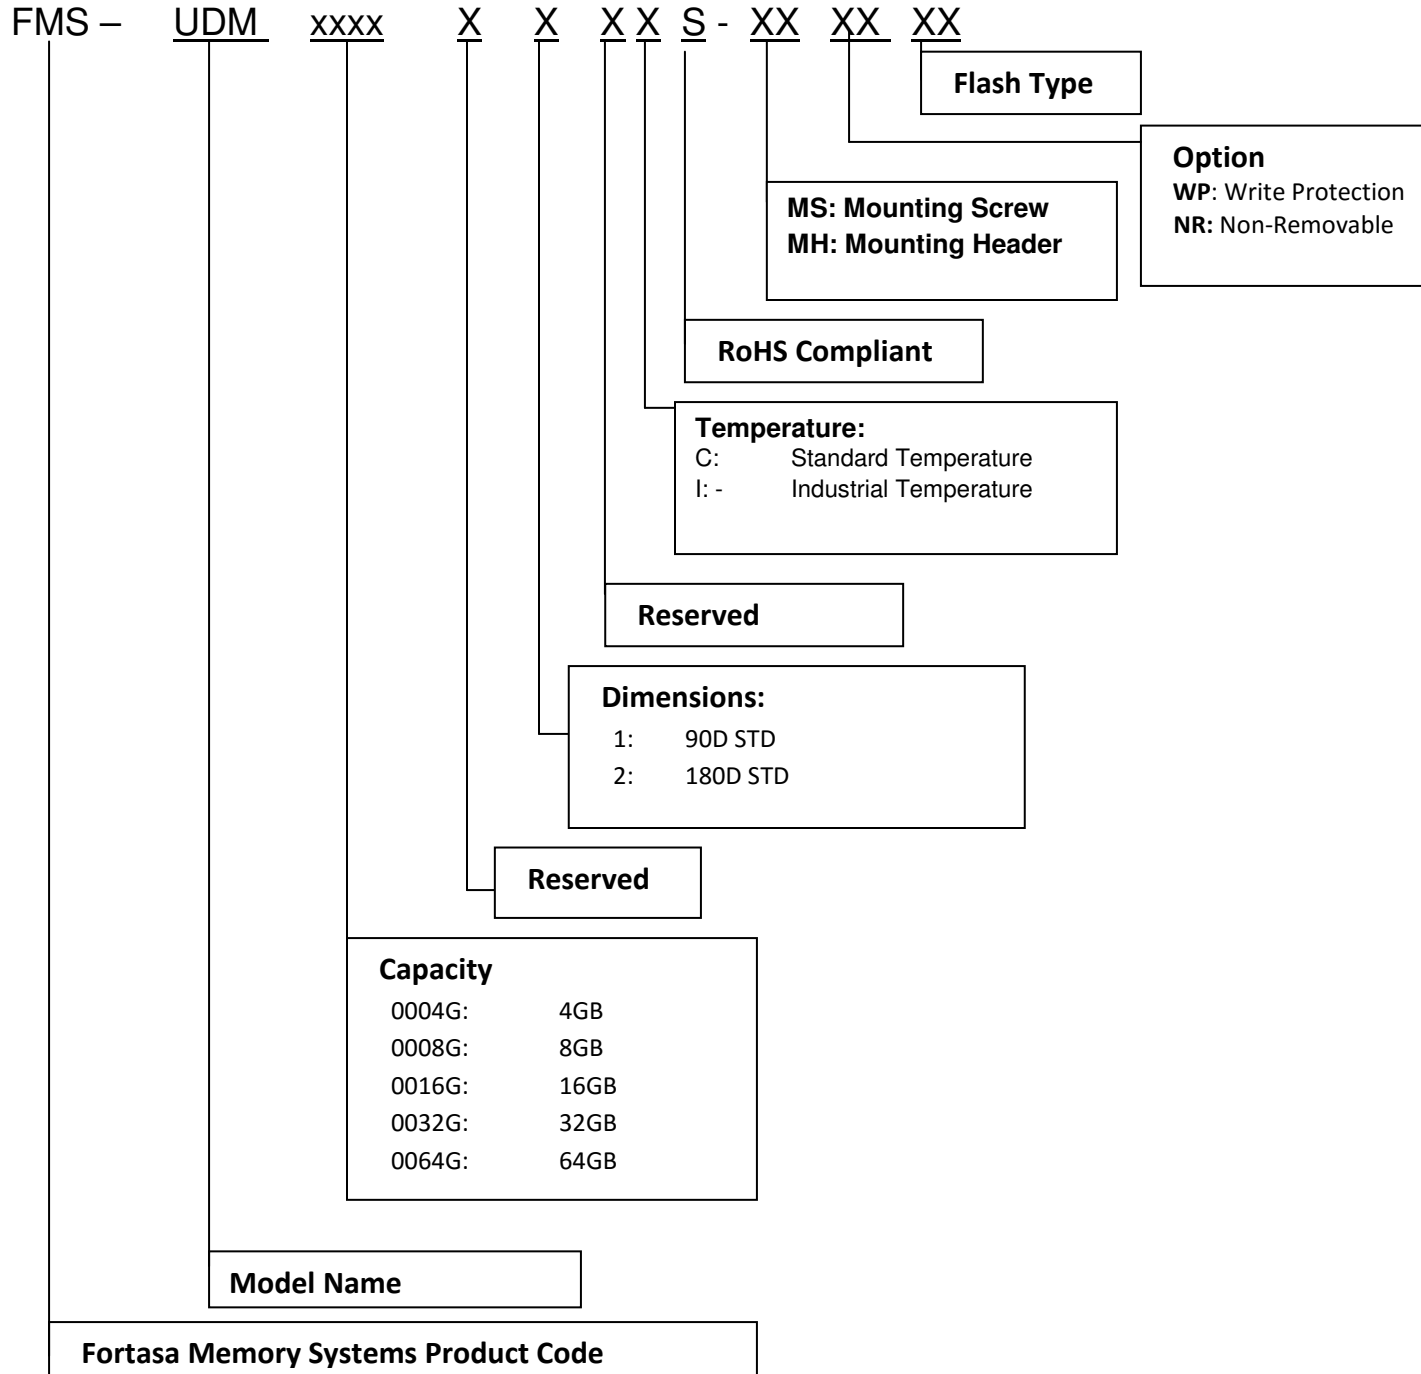 FMS – UDM xxxx X X X X S - XX XX XX
Flash Type
Option
WP: Write Protection
NR: Non-Removable
MS: Mounting Screw
MH: Mounting Header
RoHS Compliant
Temperature:
C: Standard Temperature
I: - Industrial Temperature
Reserved
Dimensions:
1: 90D STD
2: 180D STD
Reserved
Capacity
0004G: 4GB
0008G: 8GB
0016G: 16GB
0032G: 32GB
0064G: 64GB
Model Name
Fortasa Memory Systems Product Code